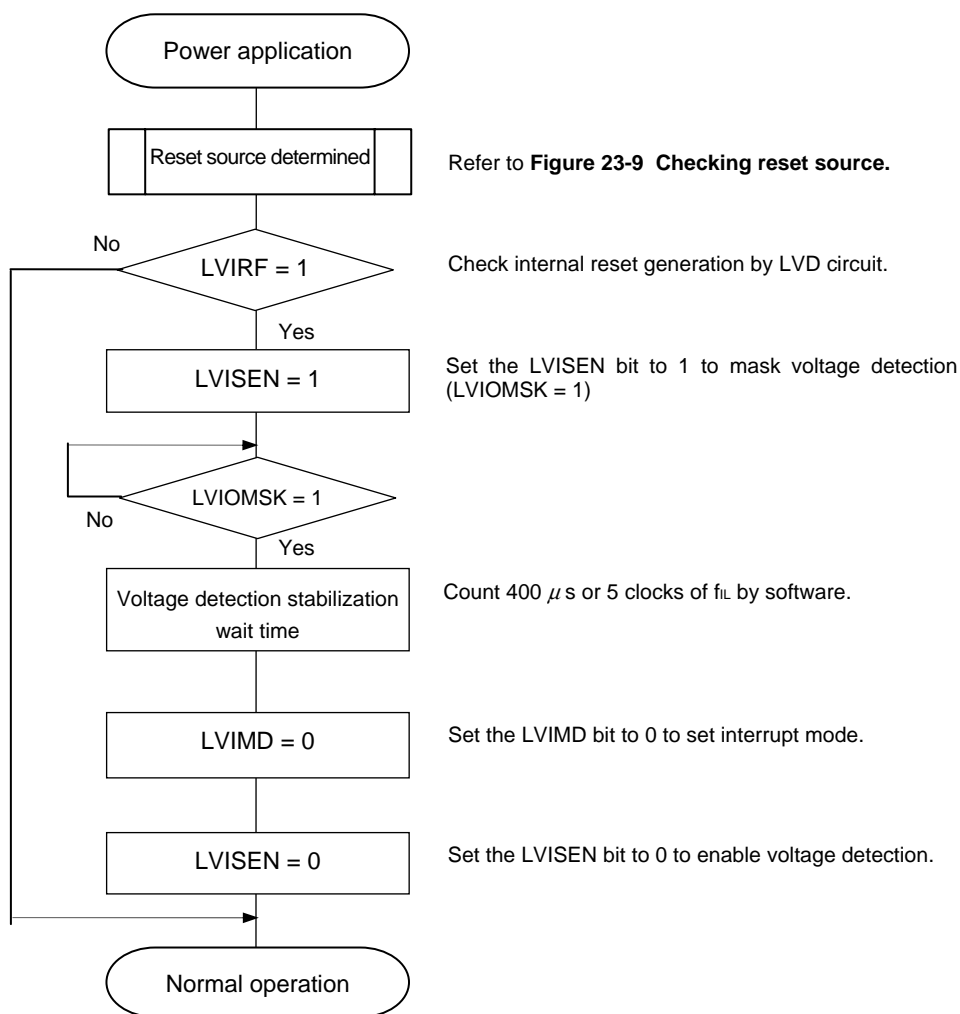 Power application
Reset source determined
Refer to Figure 23-9 Checking reset source.
No
LVIRF = 1
Check internal reset generation by LVD circuit.
Yes
LVISEN = 1
Set the LVISEN bit to 1 to mask voltage detection
(LVIOMSK = 1)
LVIOMSK = 1
No
Yes
Voltage detection stabilization
wait time
Count 400 μs or 5 clocks of fIL by software.
LVIMD = 0
Set the LVIMD bit to 0 to set interrupt mode.
LVISEN = 0
Set the LVISEN bit to 0 to enable voltage detection.
Normal operation